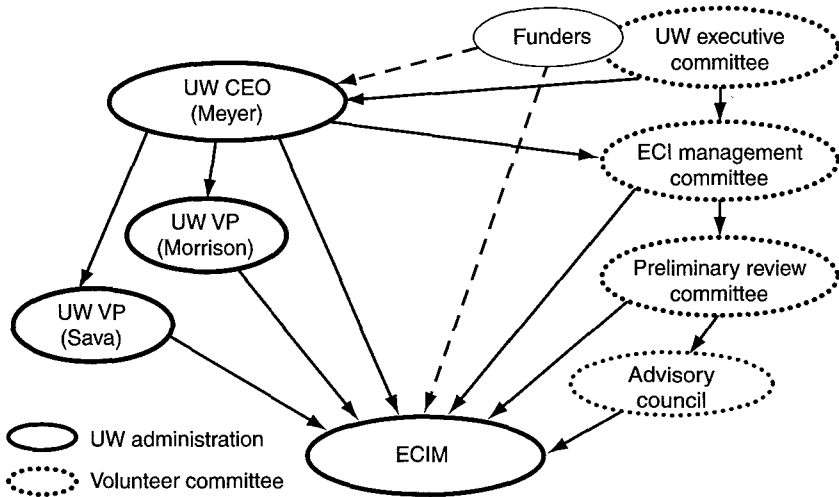 Funders
UW executive
committee
UW CEO
(Meyer)
ECI management
committee
UW VP
(Morrison)
Preliminary review
committee
UW VP
(Sava)
Advisory
council
ECIM
UW administration
Volunteer committee